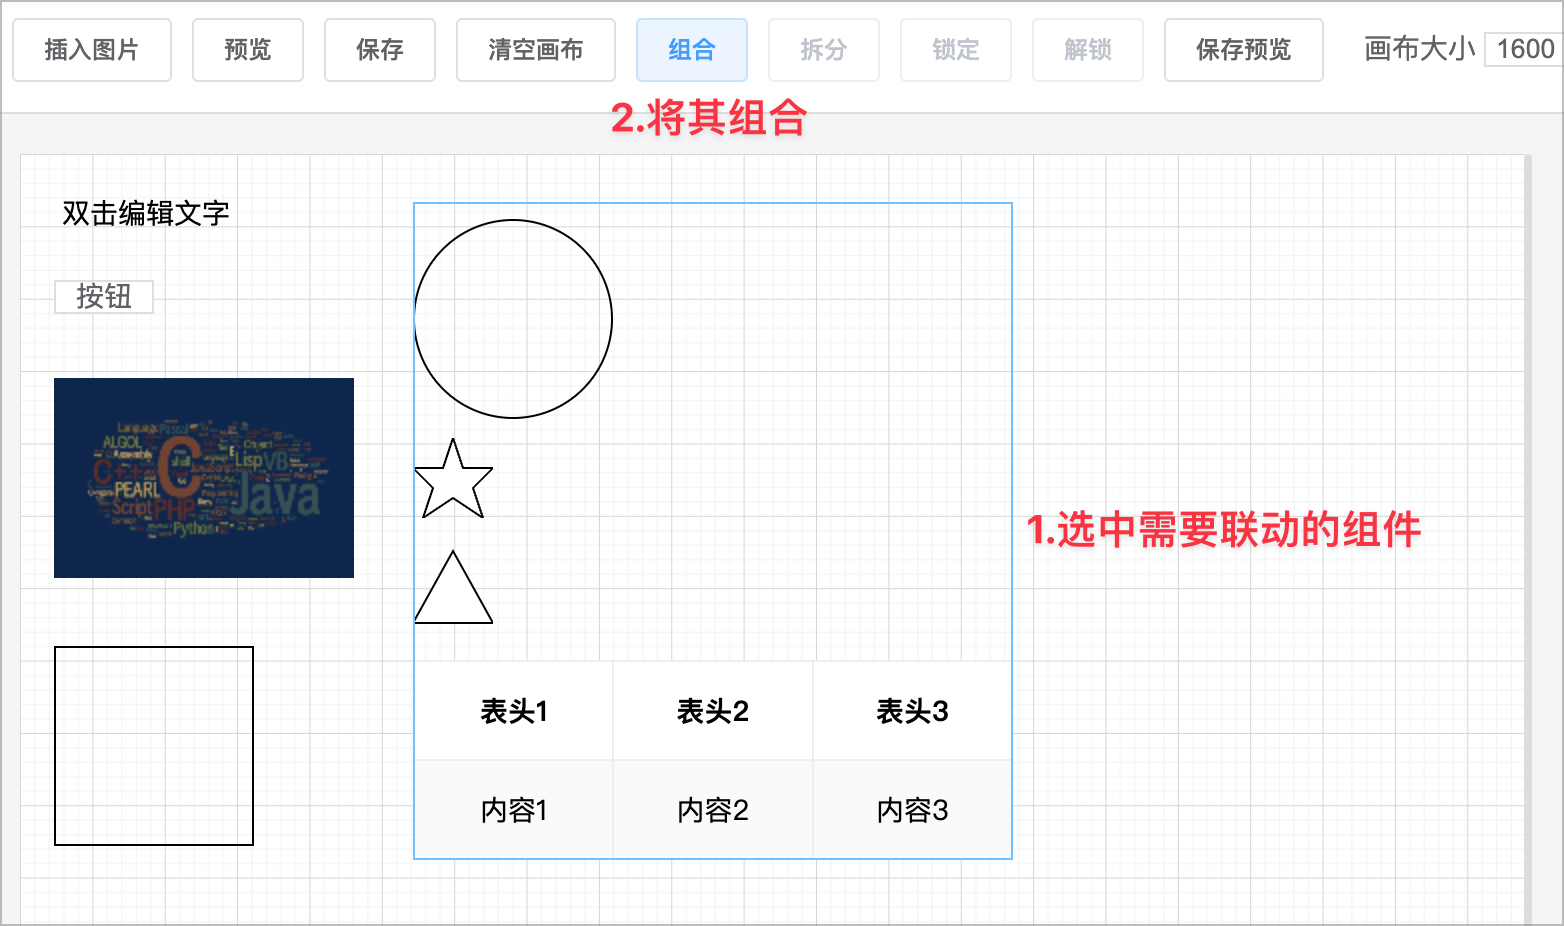 插入图片 预览 保存 清空画布 组合 拆分 锁定 解锁 保存预览 画布大小 1600
2.将其组合
双击编辑文字
按钮
Language Pascal
ALGOL
C
shell
Object
C++
Lisp VB
PEARL
Java
Script PHP
Python
1.选中需要联动的组件
表头1 表头2 表头3
内容1 内容2 内容3